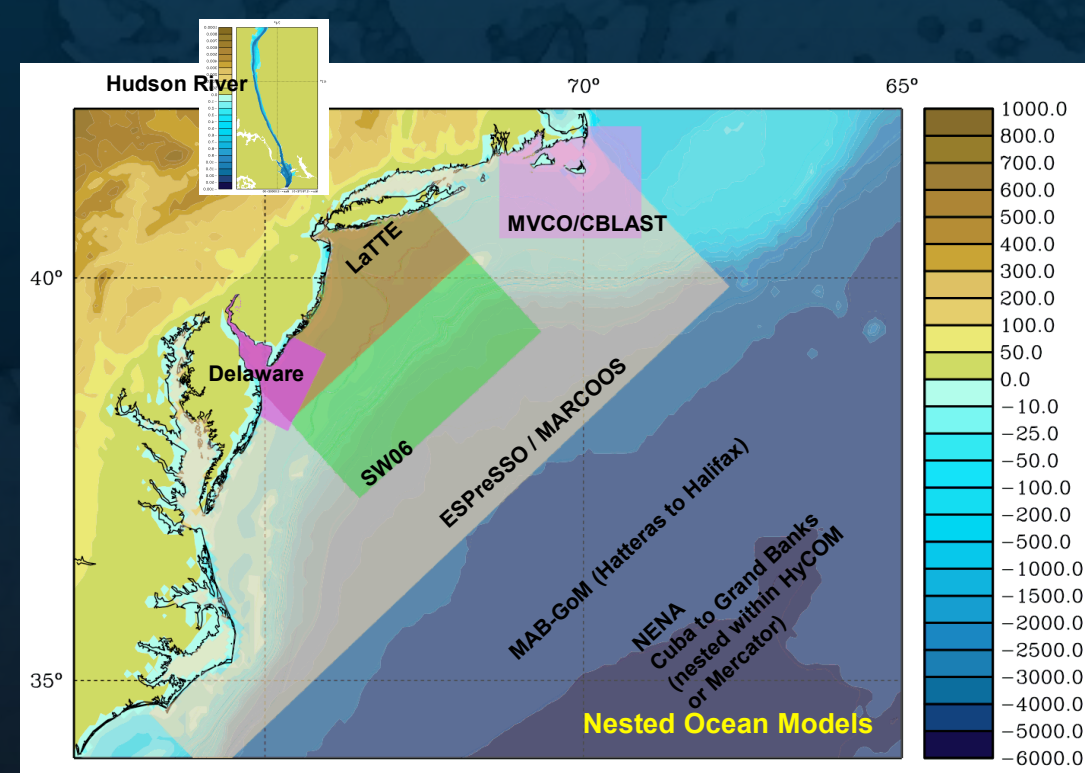 Hudson River
70°
65°
40°
35°
LaTTE
MVCO/CBLAST
Delaware
SW06
ESPreSSO / MARCOOS
MAB-GoM (Hatteras to Halifax)
NENA
Cuba to Grand Banks
(nested within HyCOM
or Mercator)
Nested Ocean Models
1000.0
800.0
700.0
600.0
500.0
400.0
300.0
200.0
100.0
50.0
0.0
−10.0
−25.0
−50.0
−100.0
−200.0
−500.0
−1000.0
−1500.0
−2000.0
−2500.0
−3000.0
−4000.0
−5000.0
−6000.0